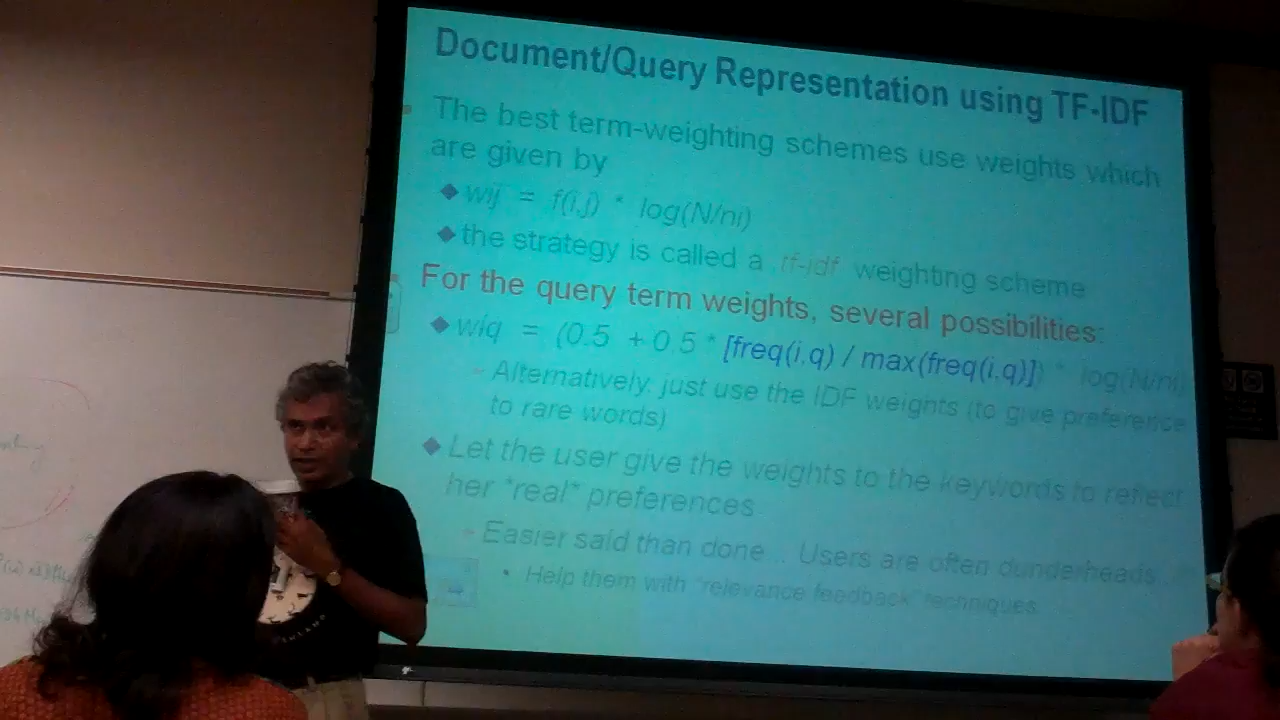 Document/Query Representation using TF-IDF
The best term-weighting schemes use weights which
are given by
wij = f(i,j) * log(N/ni)
the strategy is called a tf-idf weighting scheme
For the query term weights, several possibilities:
wiq = (0.5 + 0.5 * [freq(i,q) / max(freq(i,q)]) * log(N/ni)
- Alternatively: just use the IDF weights (to give preference
to rare words)
Let the user give the weights to the keywords to reflect
her *real* preferences
- Easier said than done... Users are often dunderheads...
• Help them with "relevance feedback" techniques.